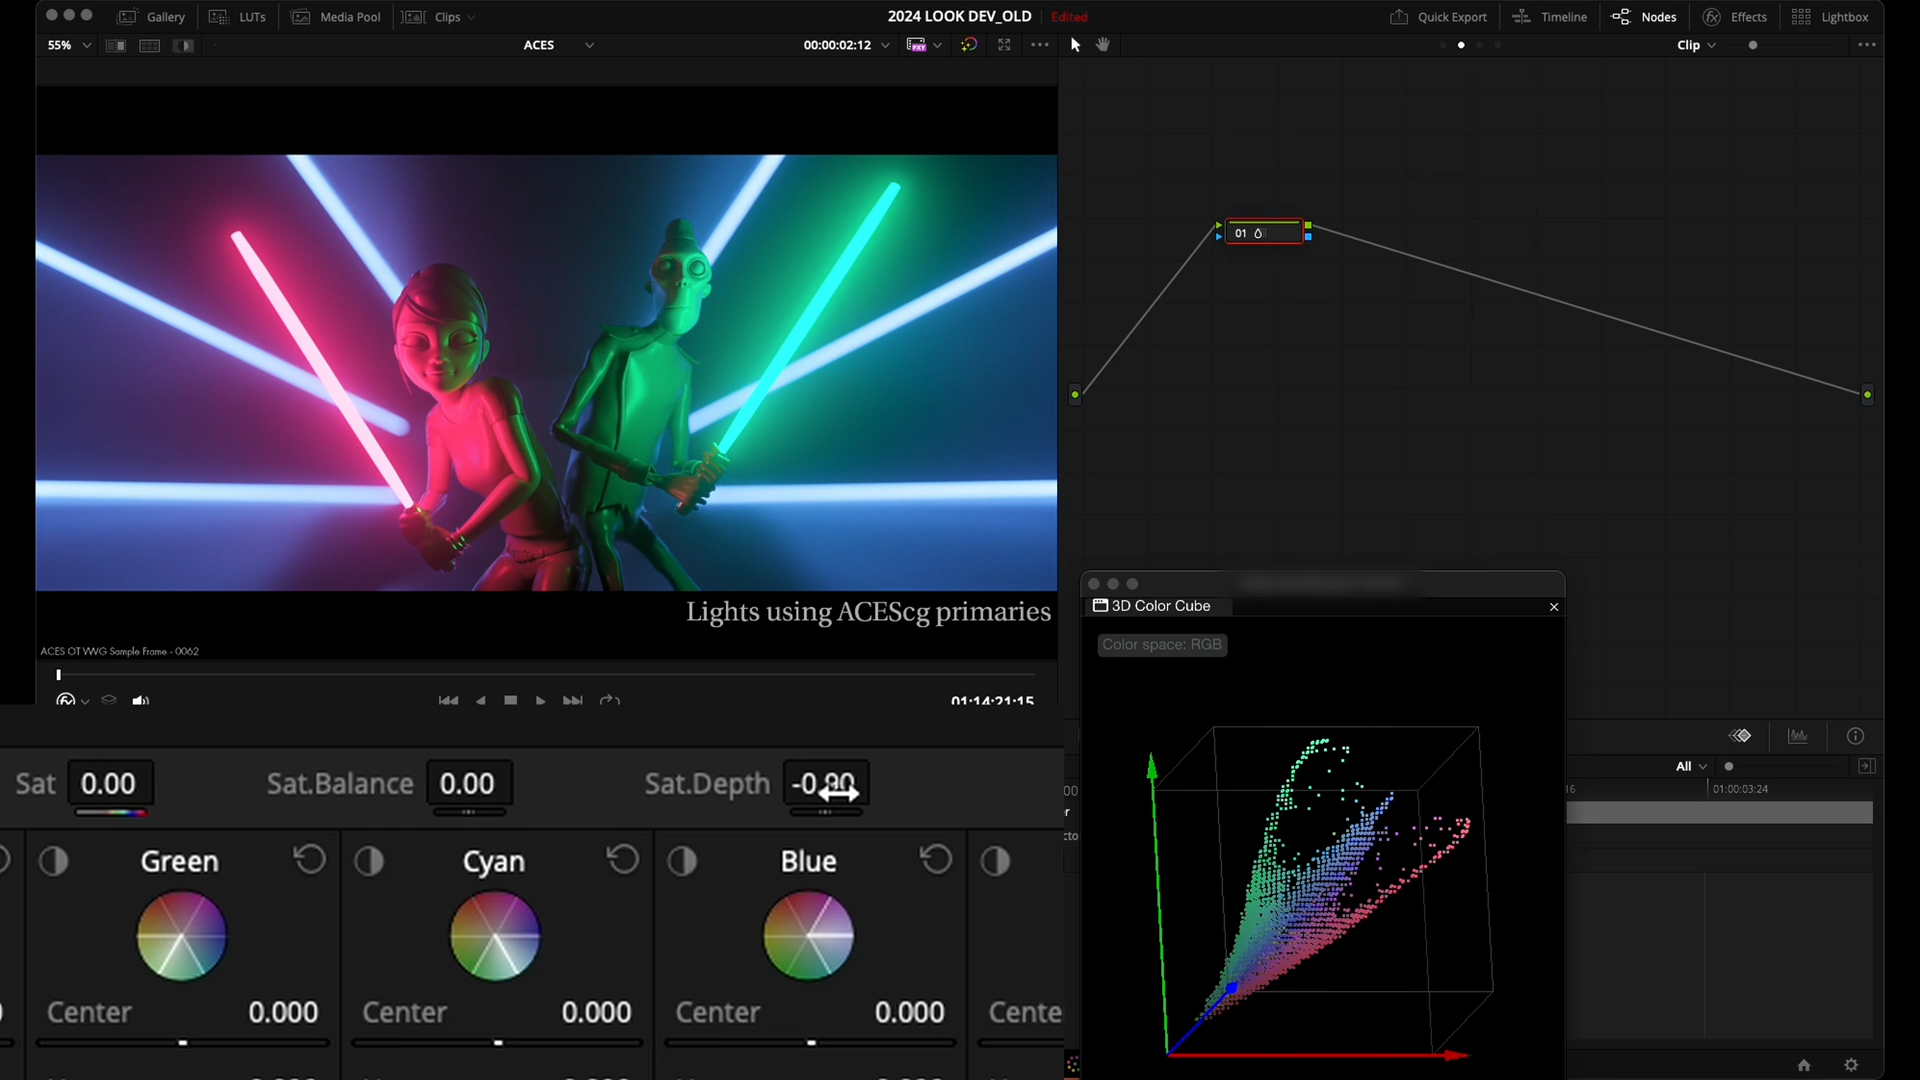 Gallery
LUTs
Media Pool
Clips
2024 LOOK DEV_OLD
Edited
Quick Export
Timeline
Nodes
Effects
Lightbox
55%
ACES
00:00:02:12
PXY
Clip
01
Lights using ACEScg primaries
ACES OT VWG Sample Frame - 0062
01:14:21:15
3D Color Cube
Color space: RGB
Sat
0.00
Sat.Balance
0.00
Sat.Depth
All
01:00:03:24
Green
Cyan
Blue
Center
0.000
Center
0.000
Center
0.000
Cente